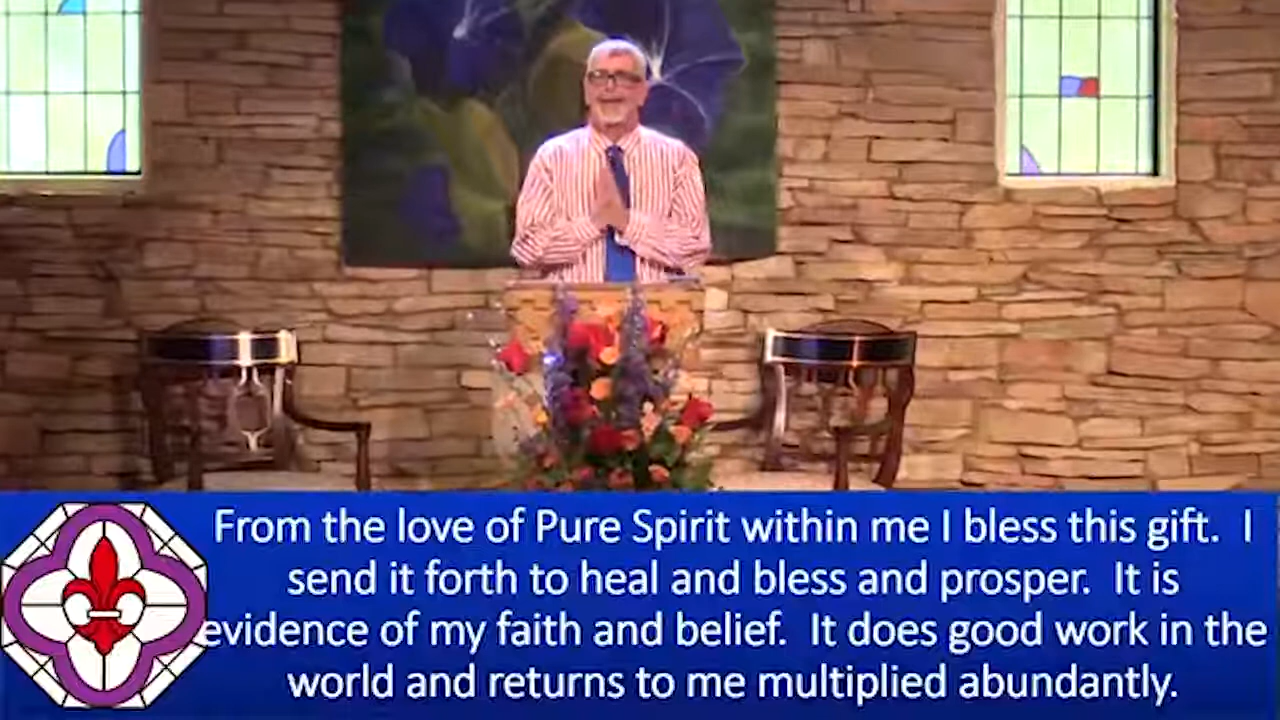 From the love of Pure Spirit within me I bless this gift.  I
send it forth to heal and bless and prosper.  It is
evidence of my faith and belief.  It does good work in the
world and returns to me multiplied abundantly.